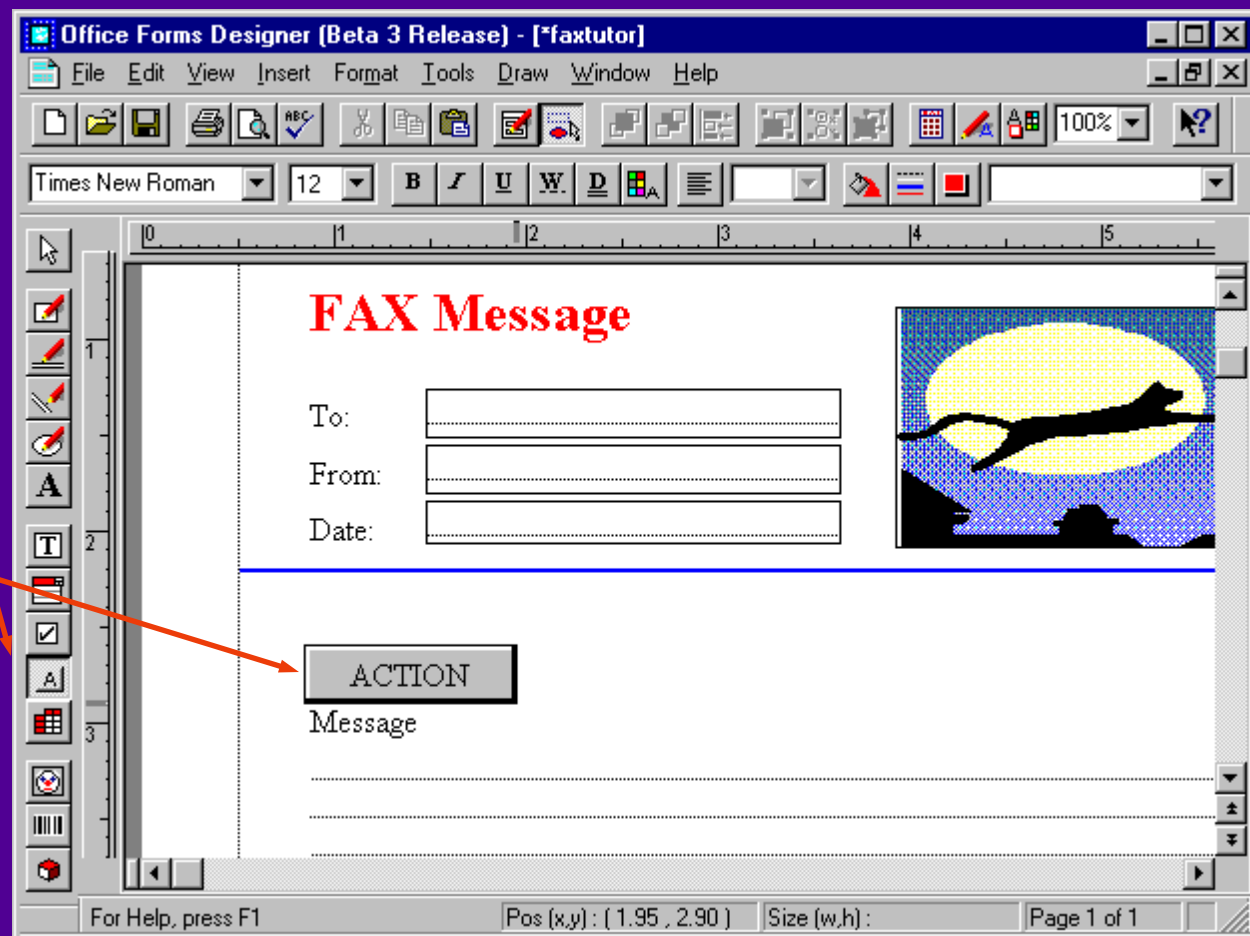 Office Forms Designer (Beta 3 Release) - [*faxtutor]
File Edit View Insert Format Tools Draw Window Help
ABC 100% ?
Times New Roman 12 B I U W. D A
0 1 2 3 4 5
FAX Message
1
To:
From:
A
Date:
T 2
ACTION
A
Message
3
For Help, press F1 Pos (x,y) : ( 1.95 , 2.90 ) Size (w,h) : Page 1 of 1